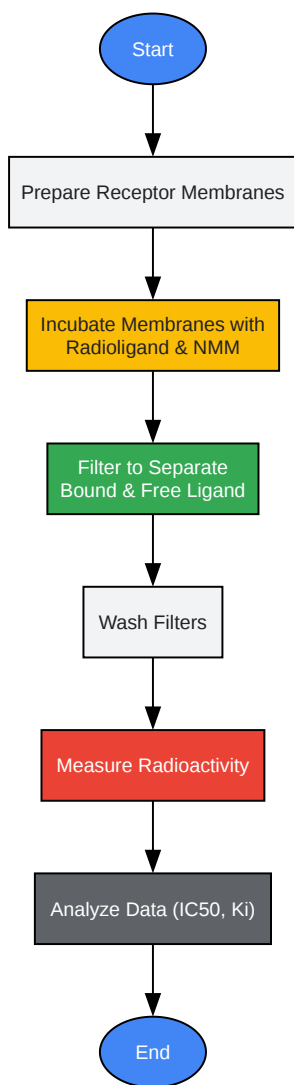 Start
Prepare Receptor Membranes
Incubate Membranes with
Radioligand & NMM
Filter to Separate
Bound & Free Ligand
Wash Filters
Measure Radioactivity
Analyze Data (IC50, Ki)
End